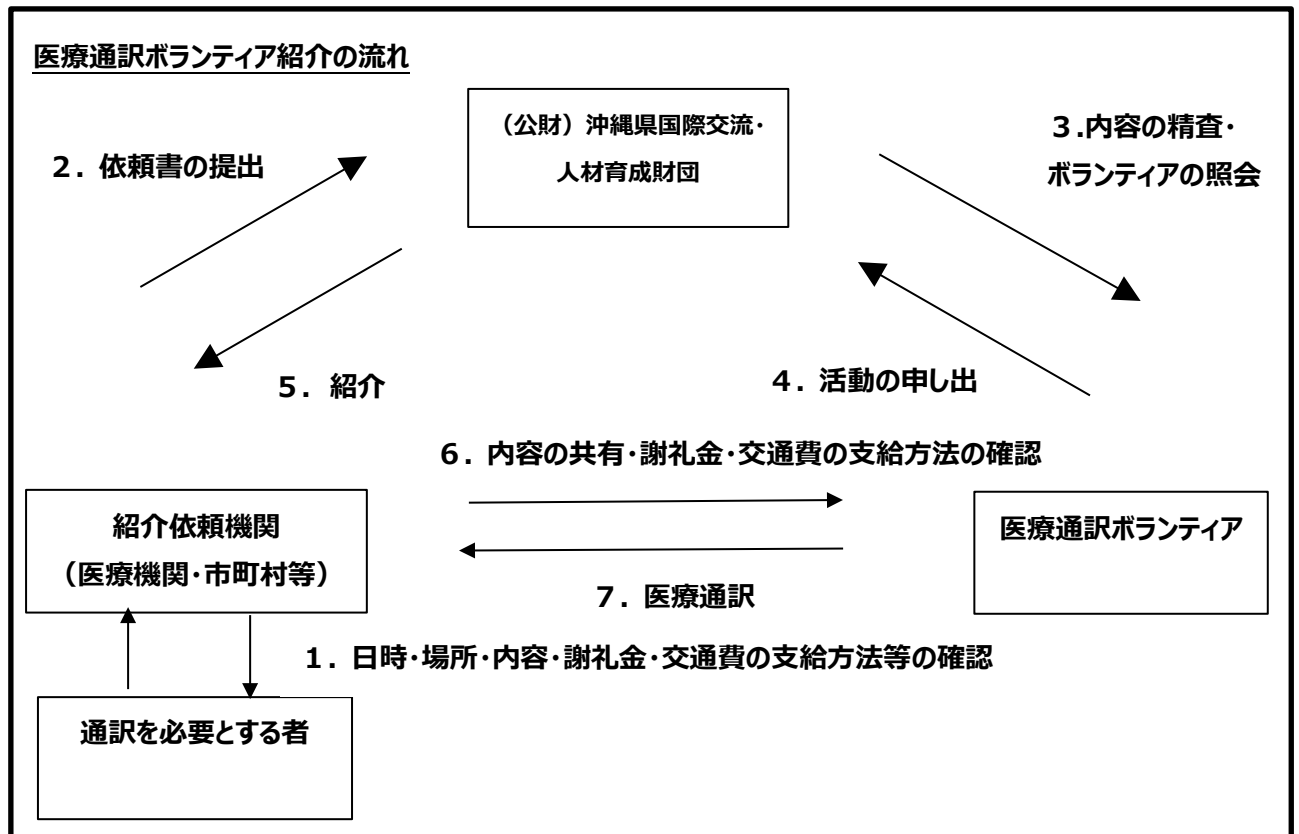 医療通訳ボランティア紹介の流れ
（公財）沖縄県国際交流・
人材育成財団
３.内容の精査・
ボランティアの照会
２．依頼書の提出
５．紹介
４．活動の申し出
６．内容の共有・謝礼金・交通費の支給方法の確認
紹介依頼機関
（医療機関・市町村等）
医療通訳ボランティア
７．医療通訳
１．日時・場所・内容・謝礼金・交通費の支給方法等の確認
通訳を必要とする者